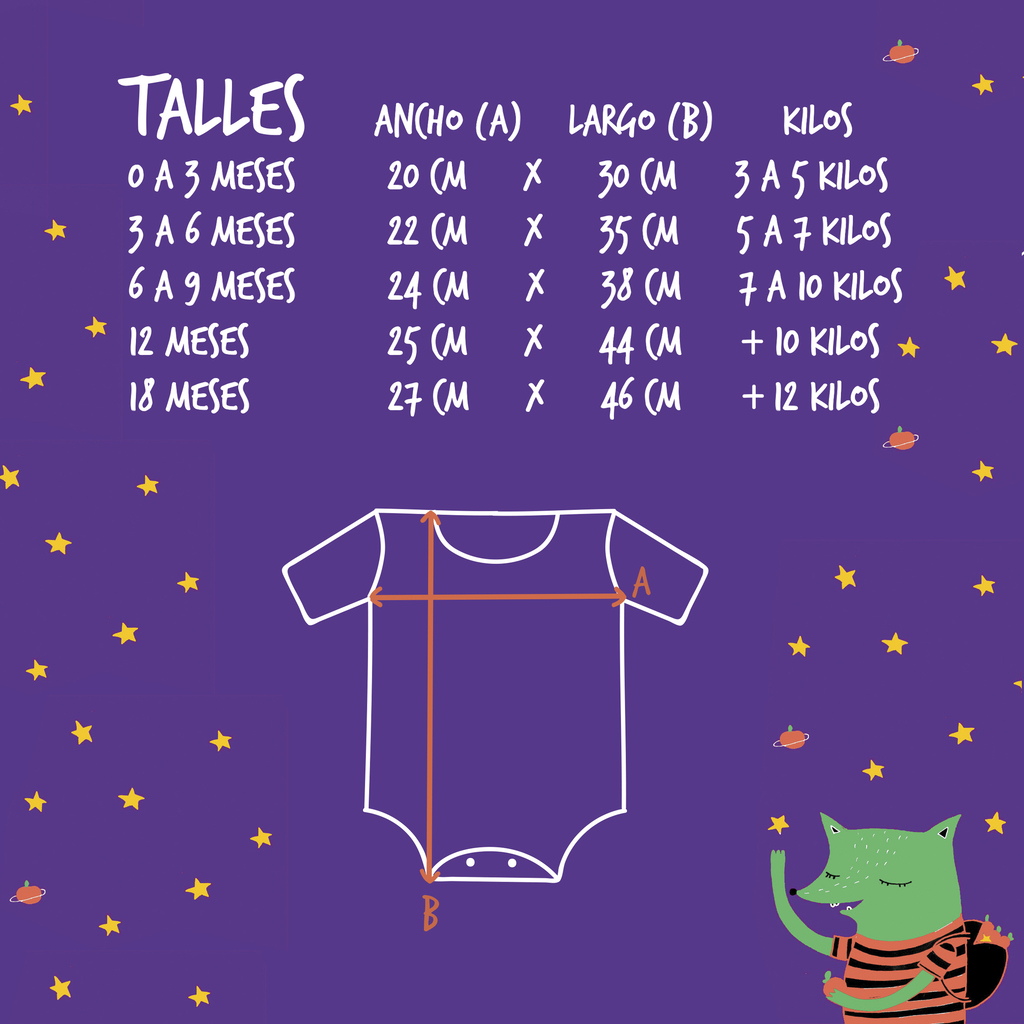 TALLES ANCHO (A) LARGO (B) KILOS
0 A 3 MESES 20 CM X 30 CM 3 A 5 KILOS
3 A 6 MESES 22 CM X 35 CM 5 A 7 KILOS
6 A 9 MESES 24 CM X 38 CM 7 A 10 KILOS
12 MESES 25 CM X 44 CM + 10 KILOS
18 MESES 27 CM X 46 CM + 12 KILOS
A
B